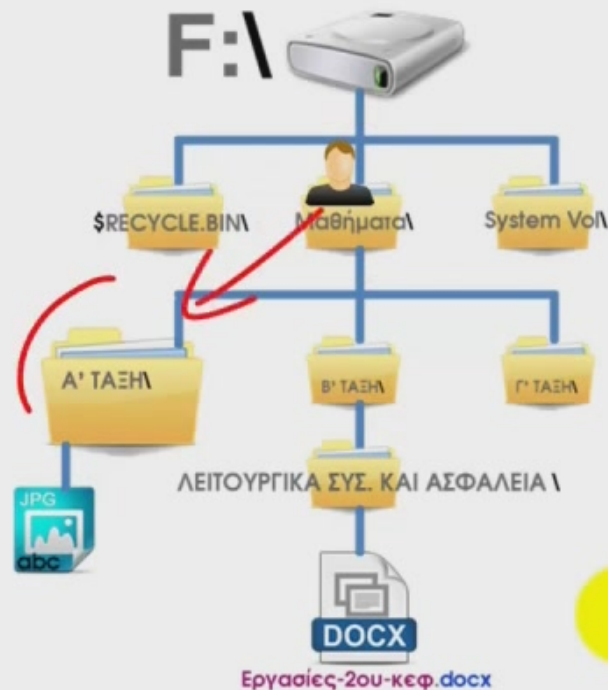 F:\
$RECYCLE.BIN\ Μαθήματα\ System Vol\
Α' ΤΑΞΗ\ Β' ΤΑΞΗ\ Γ' ΤΑΞΗ\
ΛΕΙΤΟΥΡΓΙΚΑ ΣΥΣ. ΚΑΙ ΑΣΦΑΛΕΙΑ \
JPG
abc
DOCX
Εργασίες-2ου-κεφ.docx